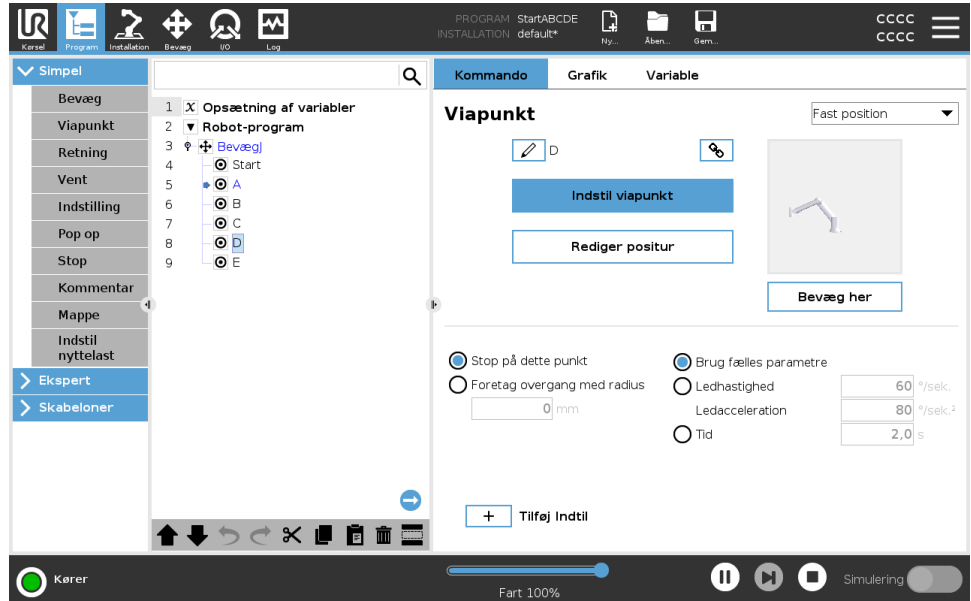 UR
PROGRAM StartABCDE
INSTALLATION default*
cccc
cccc
Kørsel Program Installation Bevæg I/O Log Ny... Åben... Gem...
Simpel
Bevæg
Viapunkt
Retning
Vent
Indstilling
Pop op
Stop
Kommentar
Mappe
Indstil
nyttelast
Ekspert
Skabeloner
1 X Opsætning af variabler
2 Robot-program
3 BevægJ
4 Start
5 A
6 B
7 C
8 D
9 E
Kommando Grafik Variable
Viapunkt
Fast position
D
Indstil viapunkt
Rediger positur
Bevæg her
Stop på dette punkt
Foretag overgang med radius
0 mm
Brug fælles parametre
Ledhastighed 60 º/sek.
Ledacceleration 80 º/sek.²
Tid 2,0 s
+ Tilføj Indtil
Kører
Fart 100%
Simulering